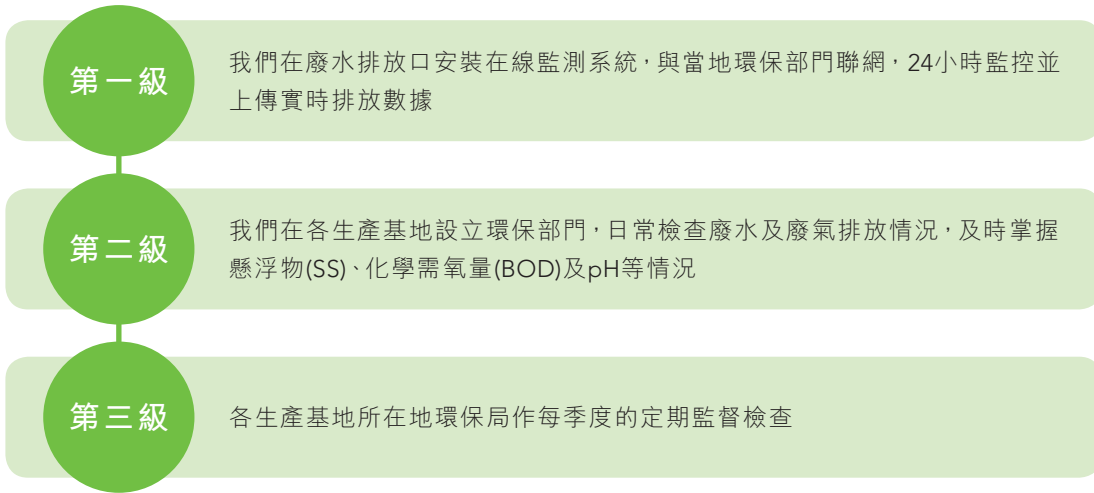 第一級
我們在廢水排放口安裝在線監測系統，與當地環保部門聯網，24小時監控並
上傳實時排放數據
第二級
我們在各生產基地設立環保部門，日常檢查廢水及廢氣排放情況，及時掌握
懸浮物(SS)、化學需氧量(BOD)及pH等情況
第三級
各生產基地所在地環保局作每季度的定期監督檢查